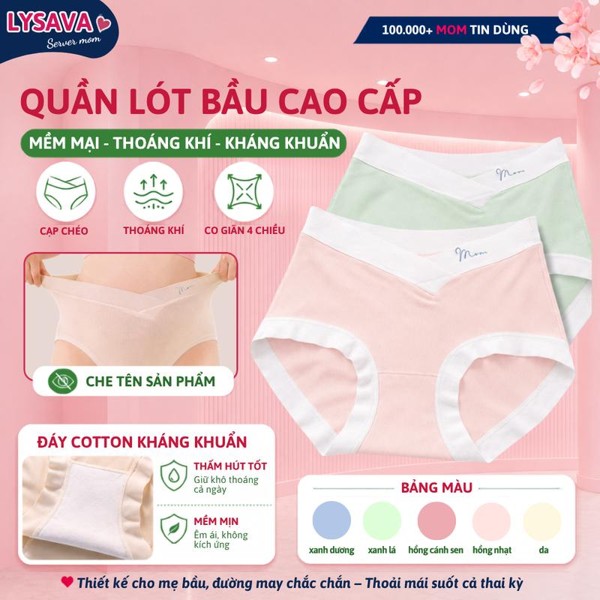 LYSAVA
Server mom
100.000+ MOM TIN DÙNG
QUẦN LÓT BẦU CAO CẤP
MỀM MẠI - THOÁNG KHÍ - KHÁNG KHUẨN
CẠP CHÉO
THOÁNG KHÍ
CO GIÃN 4 CHIỀU
Mom
Mom
Mom
CHE TÊN SẢN PHẨM
ĐÁY COTTON KHÁNG KHUẨN
THẤM HÚT TỐT
Giữ khô thoáng
cả ngày
MỀM MỊN
Êm ái, không
kích ứng
BẢNG MÀU
xanh dương
xanh lá
hồng cánh sen
hồng nhạt
da
Thiết kế cho mẹ bầu, đường may chắc chắn – Thoải mái suốt cả thai kỳ